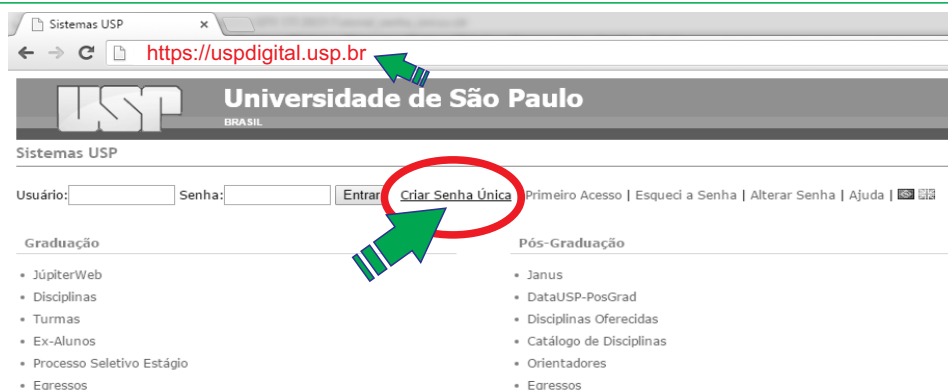 Sistemas USP
https://uspdigital.usp.br
USP Universidade de São Paulo
BRASIL
Sistemas USP
Usuário: Senha: Entrar Criar Senha Única Primeiro Acesso | Esqueci a Senha | Alterar Senha | Ajuda |
Graduação Pós-Graduação
• JúpiterWeb • Janus
• Disciplinas • DataUSP-PosGrad
• Turmas • Disciplinas Oferecidas
• Ex-Alunos • Catálogo de Disciplinas
• Processo Seletivo Estágio • Orientadores
• Egressos • Egressos